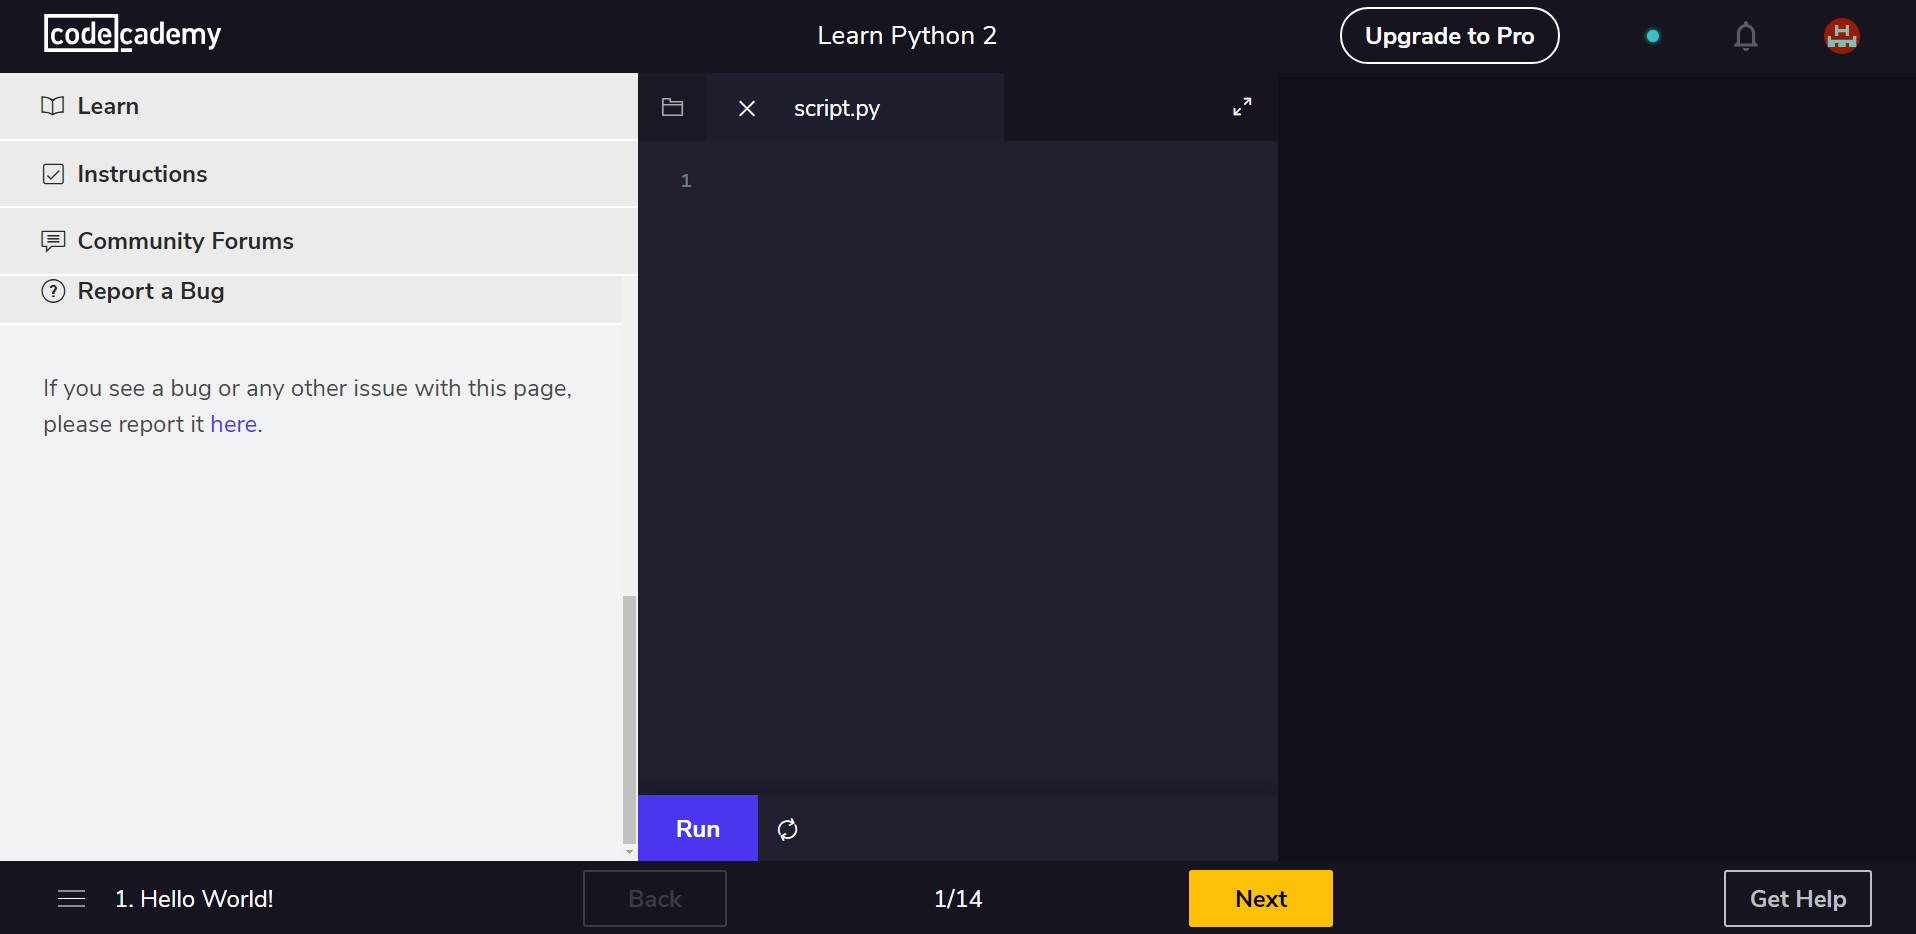 codecademy
Learn Python 2
Upgrade to Pro
Learn
Instructions
Community Forums
Report a Bug
If you see a bug or any other issue with this page,
please report it here.
script.py
1
Run
1. Hello World!
Back
1/14
Next
Get Help